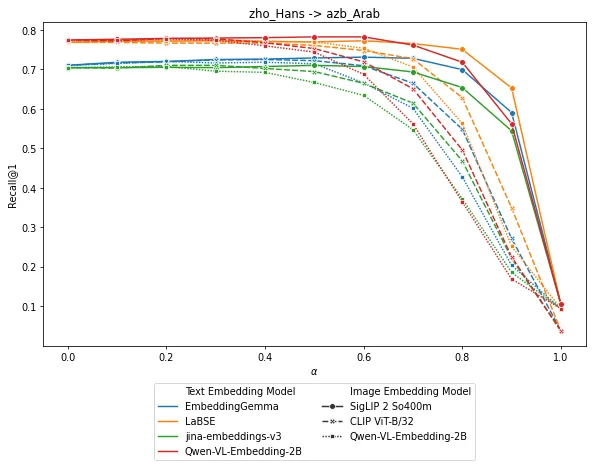 zho_Hans -> azb_Arab
Recall@1
0.8
0.7
0.6
0.5
0.4
0.3
0.2
0.1
0.0 0.2 0.4 0.6 0.8 1.0
α
Text Embedding Model Image Embedding Model
EmbeddingGemma SigLIP 2 So400m
LaBSE CLIP ViT-B/32
jina-embeddings-v3 Qwen-VL-Embedding-2B
Qwen-VL-Embedding-2B